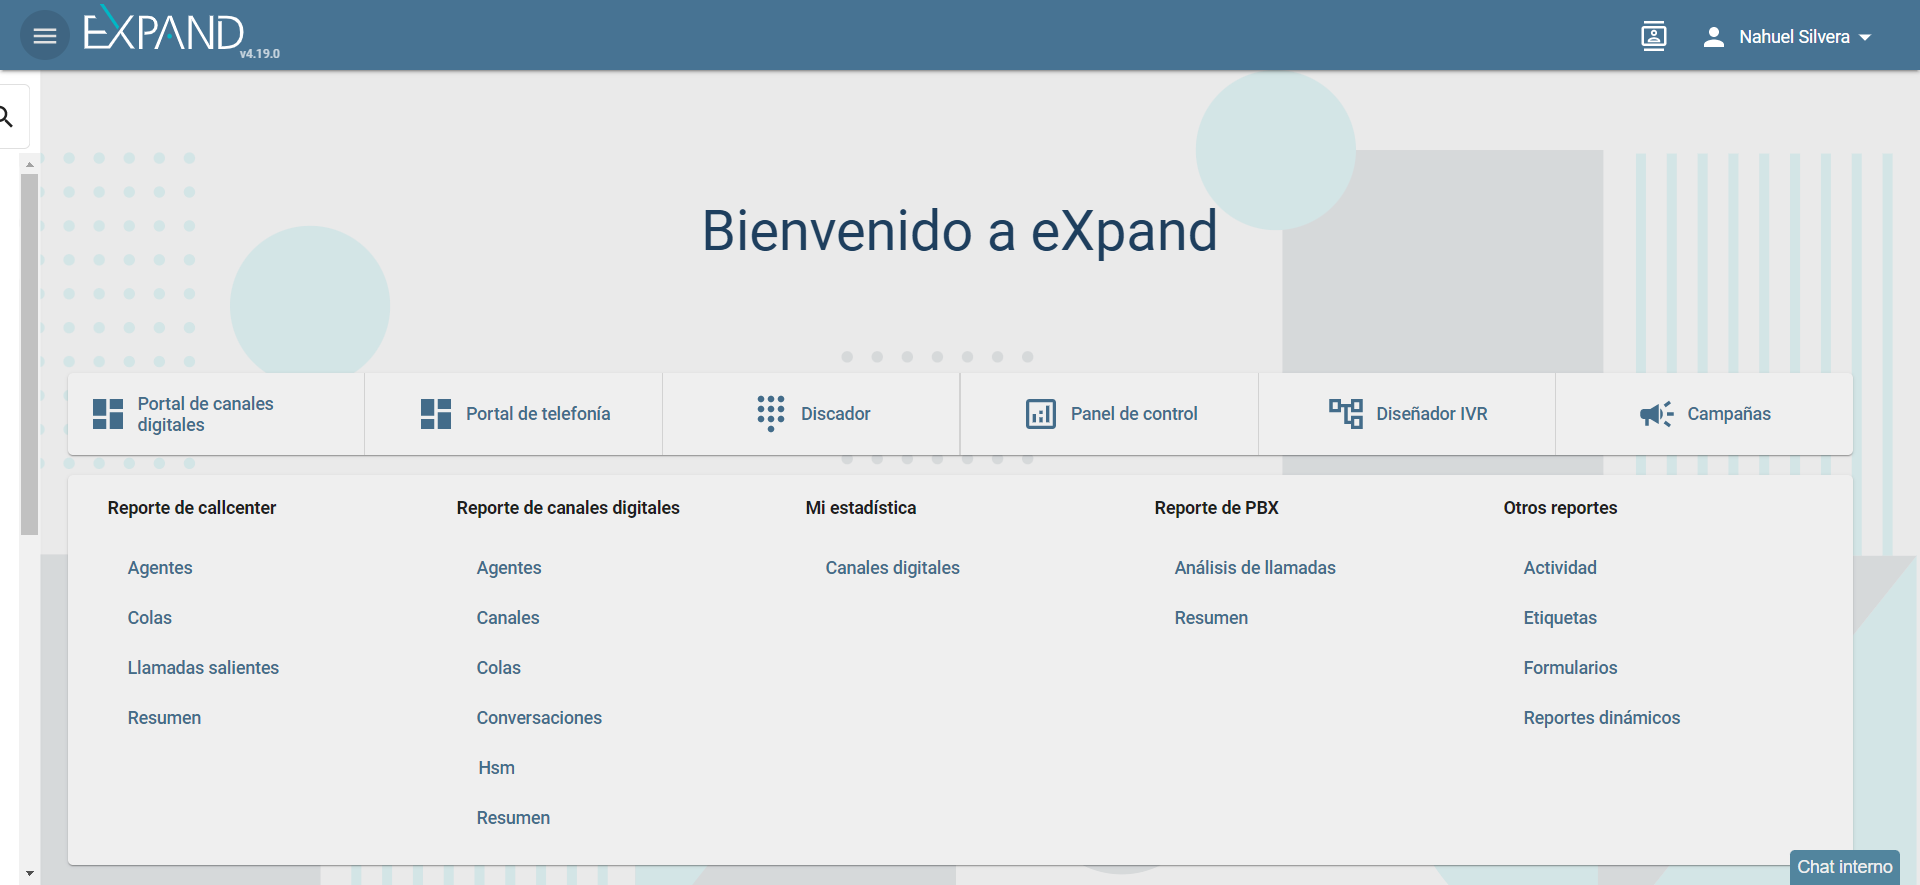 EXPAND
v4.19.0
Nahuel Silvera
Bienvenido a eXpand
Portal de canales
digitales
Portal de telefonía
Discador
Panel de control
Diseñador IVR
Campañas
Reporte de callcenter
Agentes
Colas
Llamadas salientes
Resumen
Reporte de canales digitales
Agentes
Canales
Colas
Conversaciones
Hsm
Resumen
Mi estadística
Canales digitales
Reporte de PBX
Análisis de llamadas
Resumen
Otros reportes
Actividad
Etiquetas
Formularios
Reportes dinámicos
Chat interno